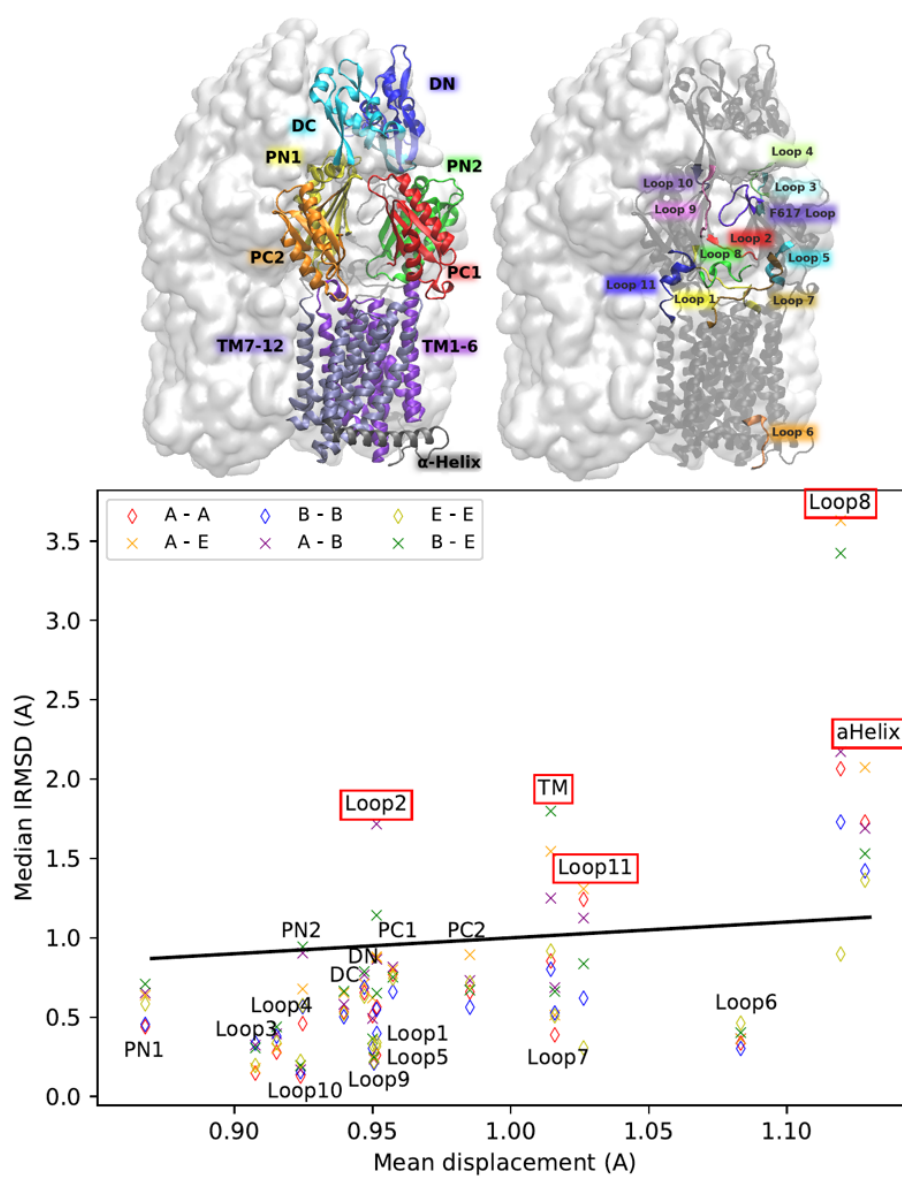 DN
DC
PN1
PN2
PC2
PC1
TM7-12
TM1-6
α-Helix
Loop 4
Loop 10
Loop 3
Loop 9
F617 Loop
Loop 2
Loop 8
Loop 5
Loop 11
Loop 1
Loop 7
Loop 6
A - A
B - B
E - E
A - E
A - B
B - E
Loop8
aHelix
Loop2
TM
Loop11
PN2
PC1
PC2
DN
DC
Loop4
Loop3
Loop1
Loop6
PN1
Loop5
Loop7
Loop9
Loop10
3.5
3.0
2.5
2.0
1.5
1.0
0.5
0.0
Median lRMSD (A)
0.90
0.95
1.00
1.05
1.10
Mean displacement (A)